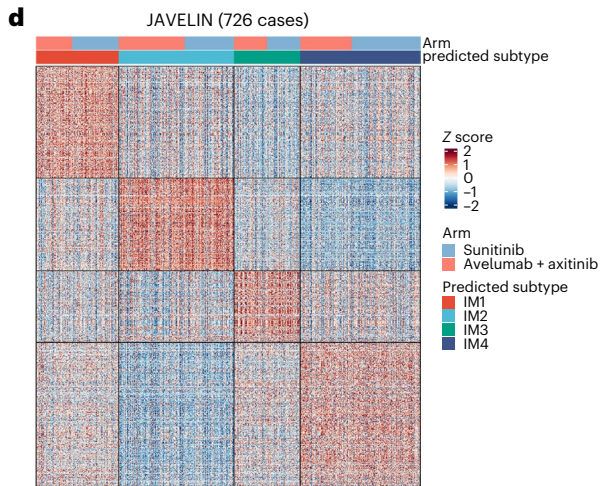 d
JAVELIN (726 cases)
Arm
predicted subtype
Z score
2
1
0
−1
−2
Arm
Sunitinib
Avelumab + axitinib
Predicted subtype
IM1
IM2
IM3
IM4